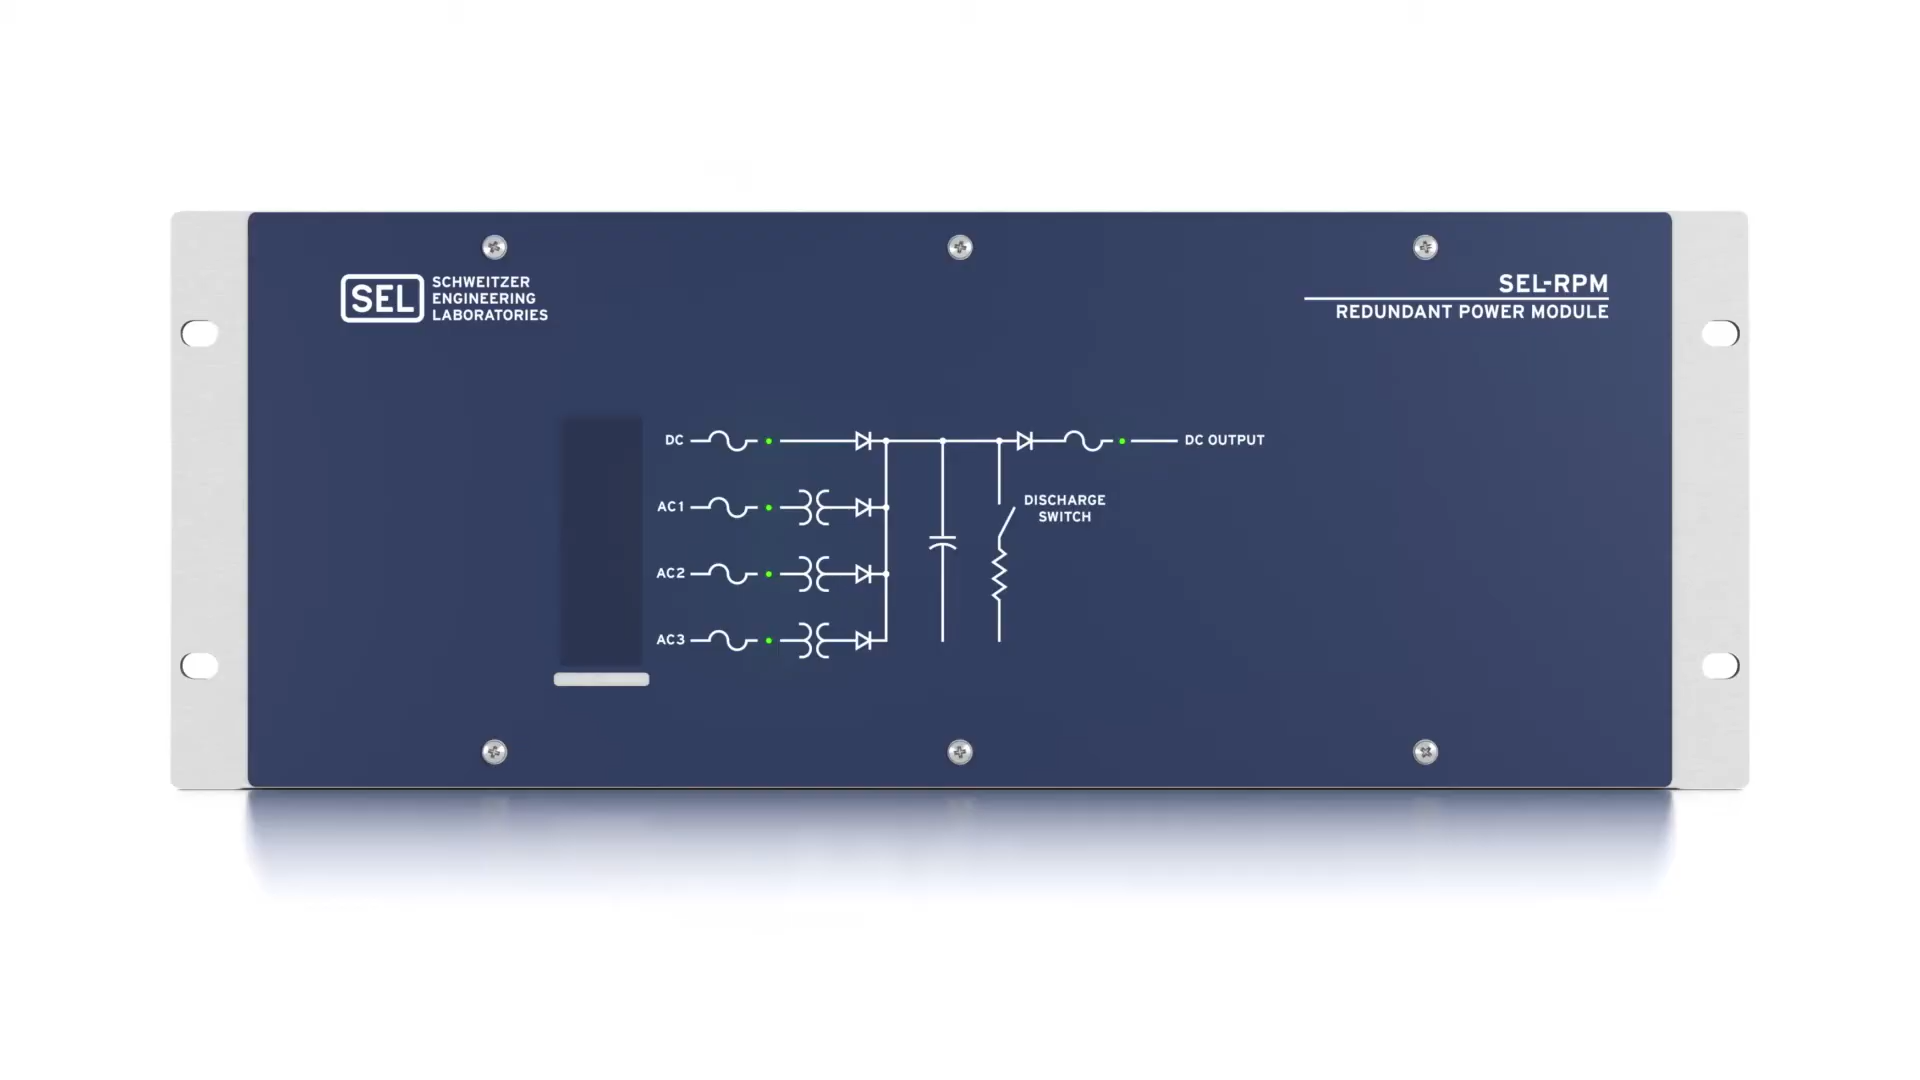 SEL
SCHWEITZER
ENGINEERING
LABORATORIES
SEL-RPM
REDUNDANT POWER MODULE
DC
DC OUTPUT
AC1
DISCHARGE
SWITCH
AC2
AC3